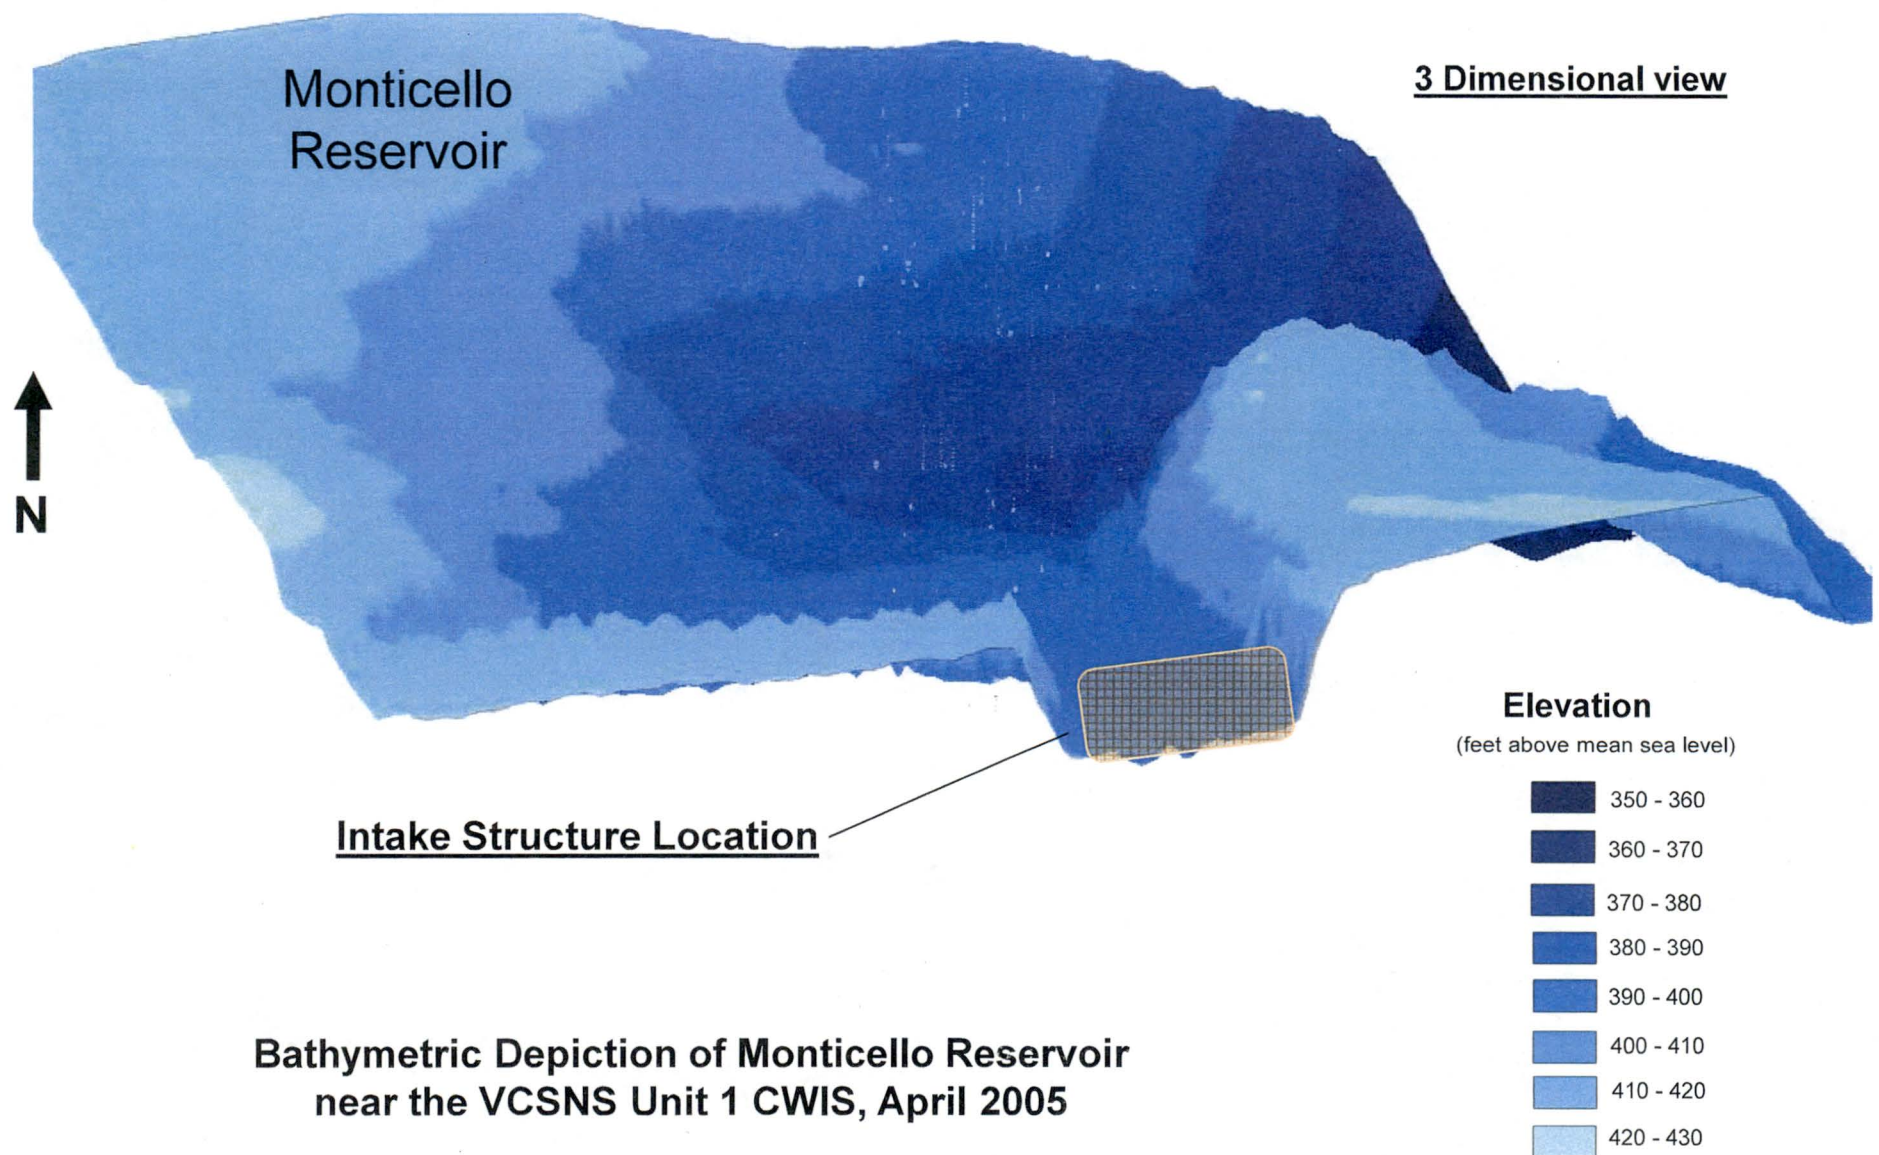 Monticello
Reservoir
3 Dimensional view
N
Intake Structure Location
Elevation
(feet above mean sea level)
350 - 360
360 - 370
370 - 380
380 - 390
390 - 400
400 - 410
410 - 420
420 - 430
Bathymetric Depiction of Monticello Reservoir
near the VCSNS Unit 1 CWIS, April 2005